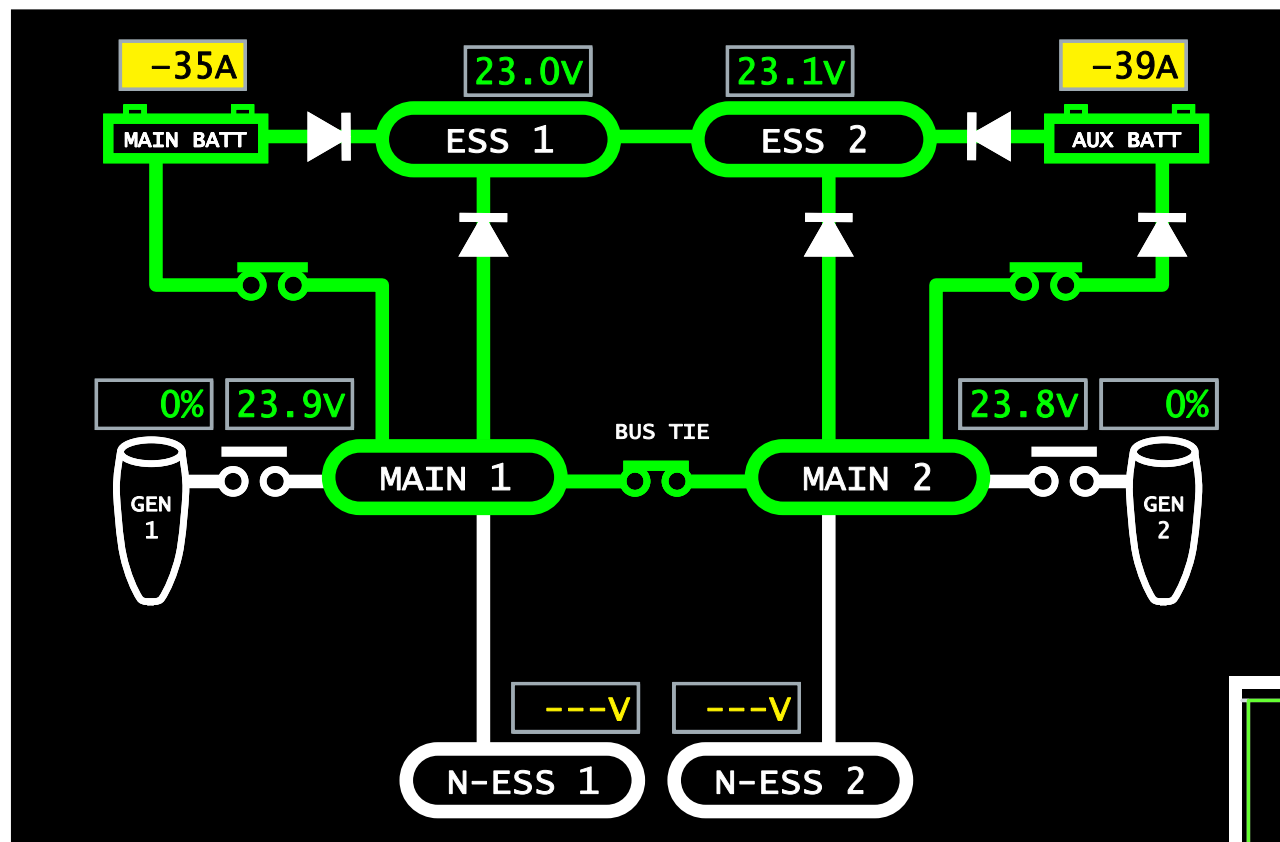 -35A
23.0V
23.1V
-39A
MAIN BATT
ESS 1
ESS 2
AUX BATT
0%
23.9V
23.8V
0%
BUS TIE
GEN
1
MAIN 1
MAIN 2
GEN
2
---V
---V
N-ESS 1
N-ESS 2